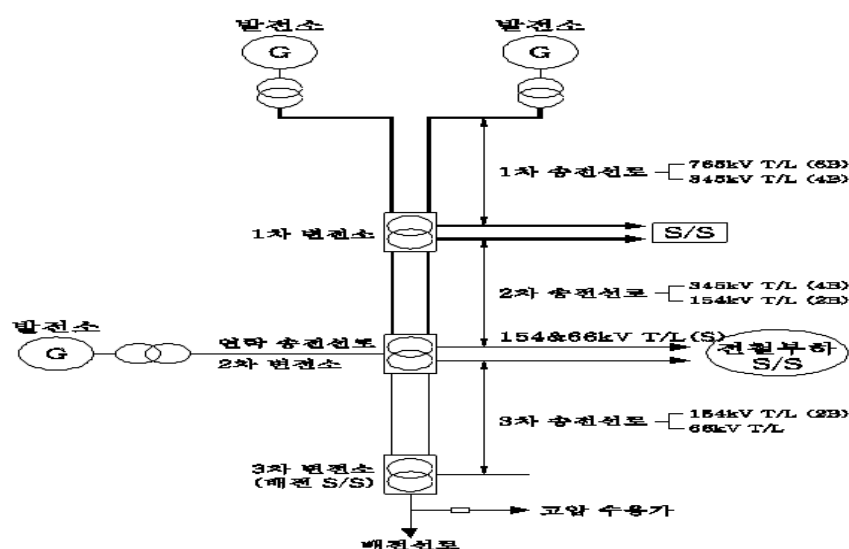 발전소
발전소
G
G
1차 송전선로
765kV T/L (6B)
345kV T/L (4B)
1차 변전소
S/S
2차 송전선로
345kV T/L (4B)
154kV T/L (2B)
발전소
G
연락 송전선로
2차 변전소
154&66kV T/L(S)
전철부하
S/S
3차 송전선로
154kV T/L (2B)
66kV T/L
3차 변전소
(배전 S/S)
고압 수용가
배전선로